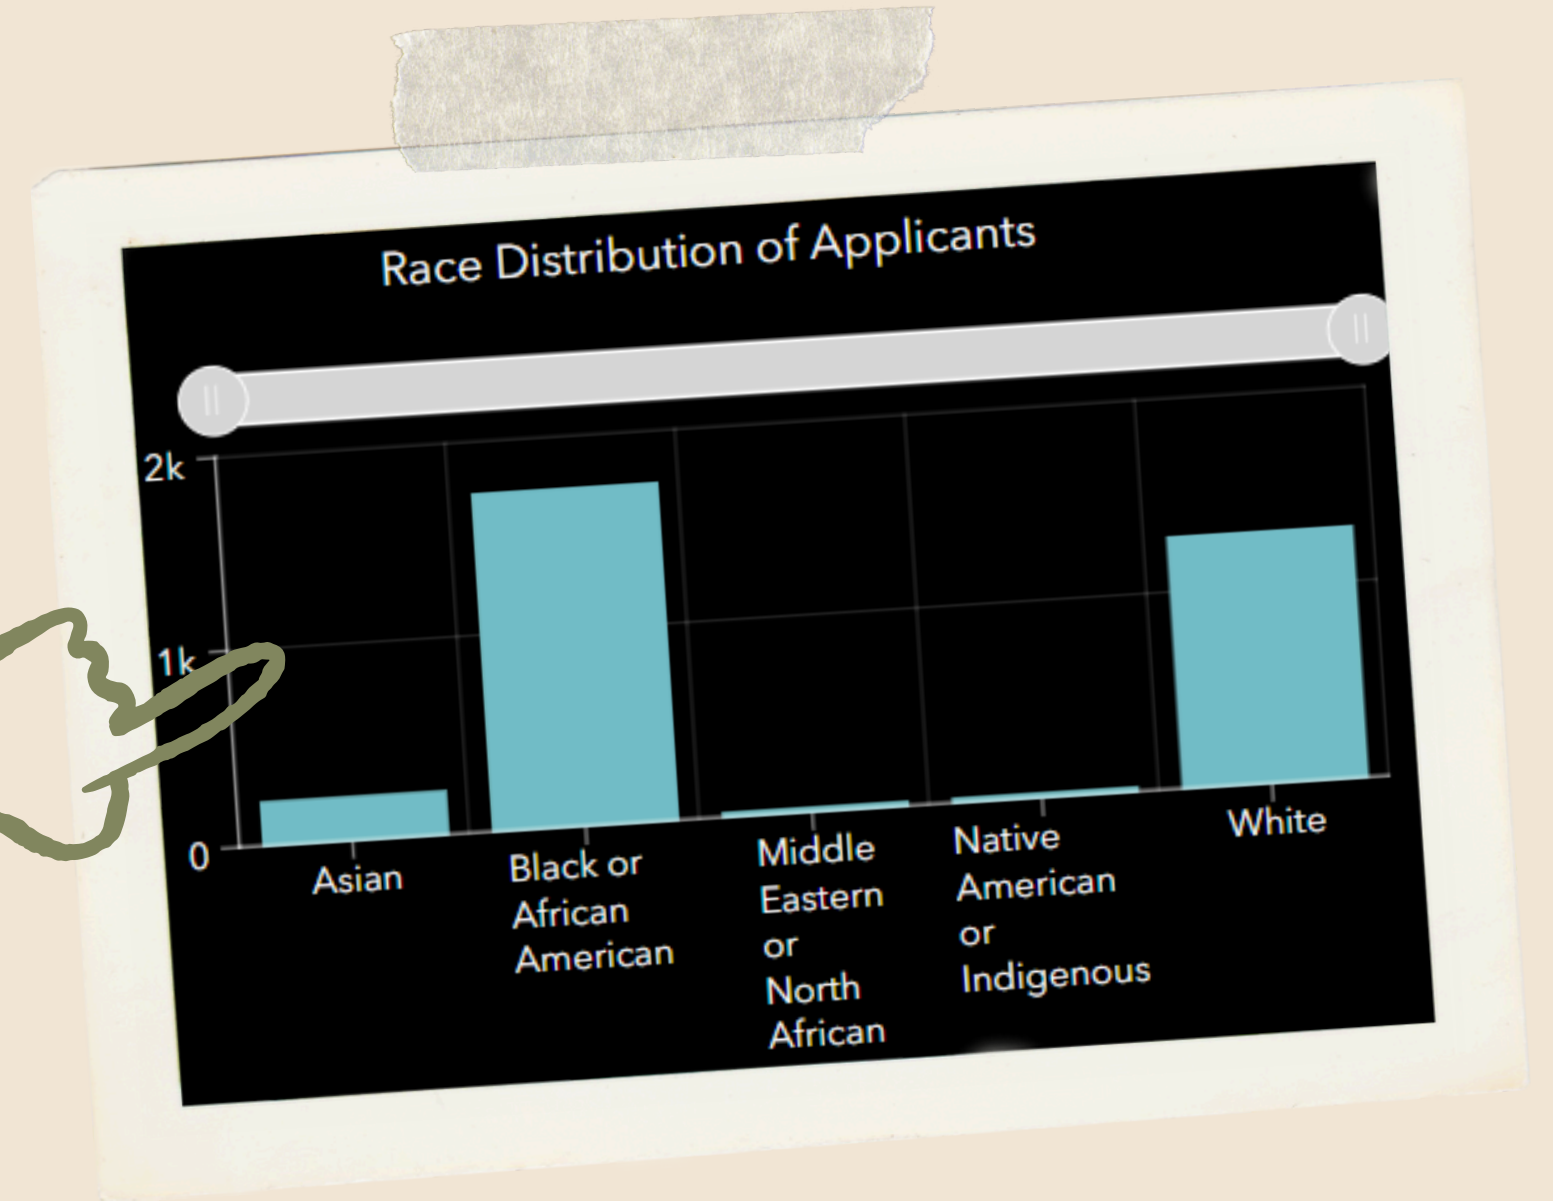 Race Distribution of Applicants
2k
1k
0
Asian
Black or
African
American
Middle
Eastern
or
North
African
Native
American
or
Indigenous
White